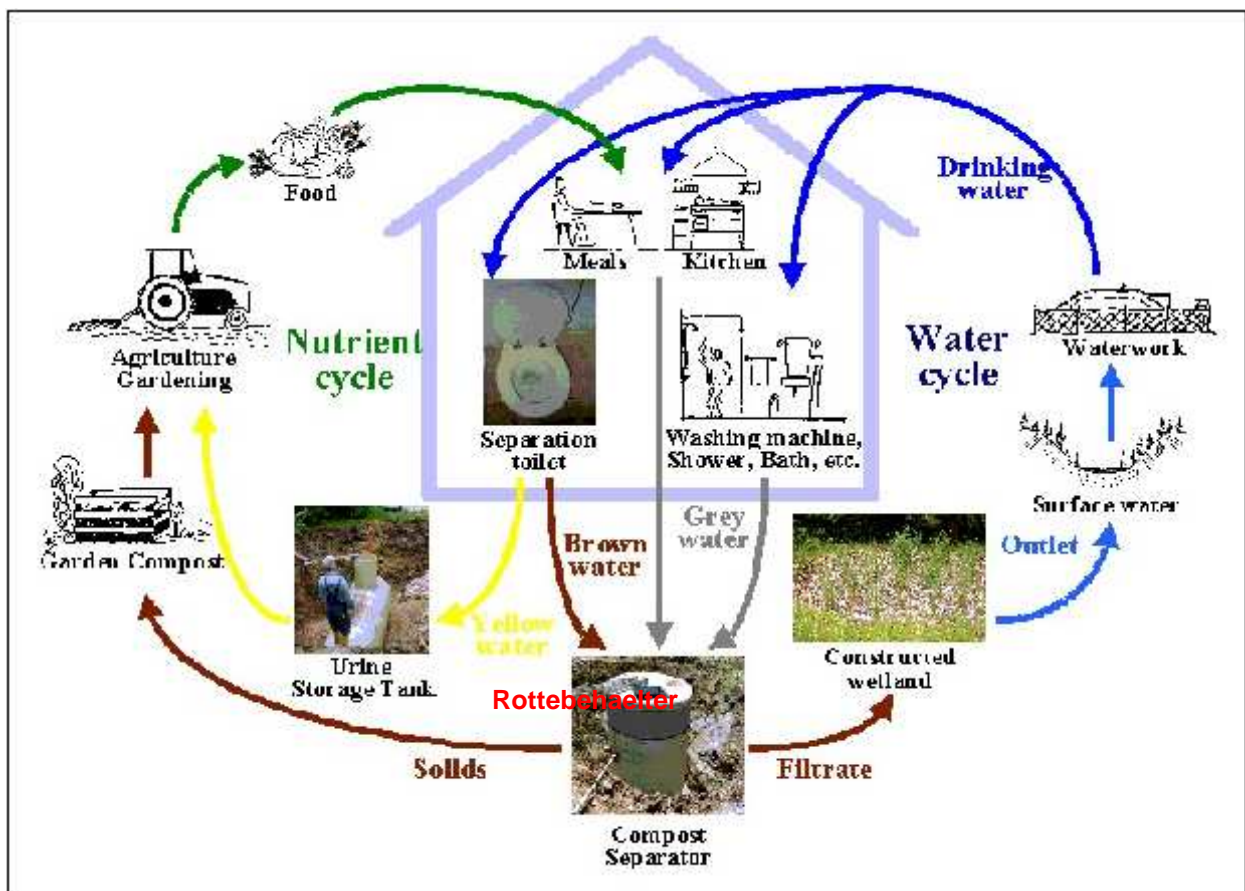 Drinking
water
Food
Meals
Kitchen
Nutrient
cycle
Water
cycle
Agriculture
Gardening
Waterwork
Separation
toilet
Washing machine,
Shower, Bath, etc.
Surface water
Garden Compost
Brown
water
Grey
water
Outlet
Yellow
water
Urine
Storage Tank
Constructed
wetland
Rottebehaelter
Solids
Filtrate
Compost
Separator